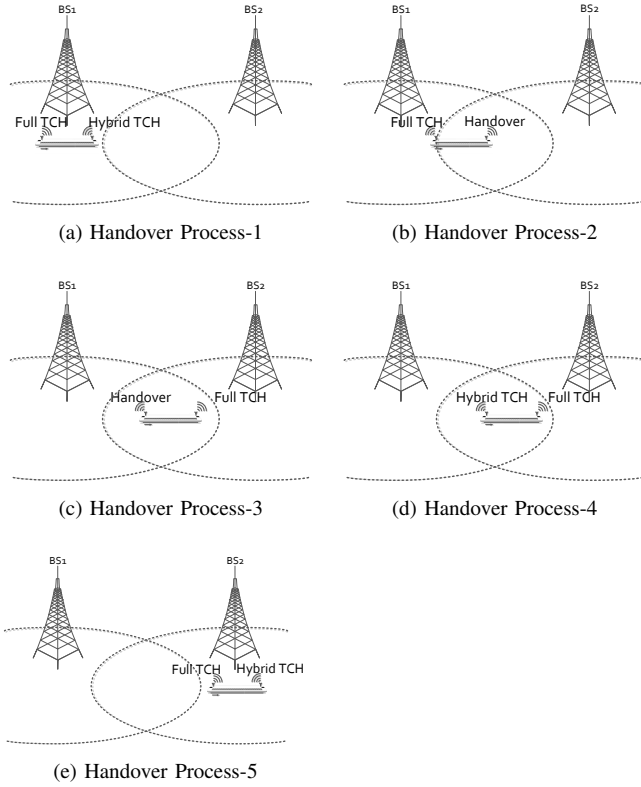 BS1 BS2
Full TCH Hybrid TCH
(a) Handover Process-1
BS1 BS2
Full TCH Handover
(b) Handover Process-2
BS1 BS2
Handover Full TCH
(c) Handover Process-3
BS1 BS2
Hybrid TCH Full TCH
(d) Handover Process-4
BS1 BS2
Full TCH Hybrid TCH
(e) Handover Process-5